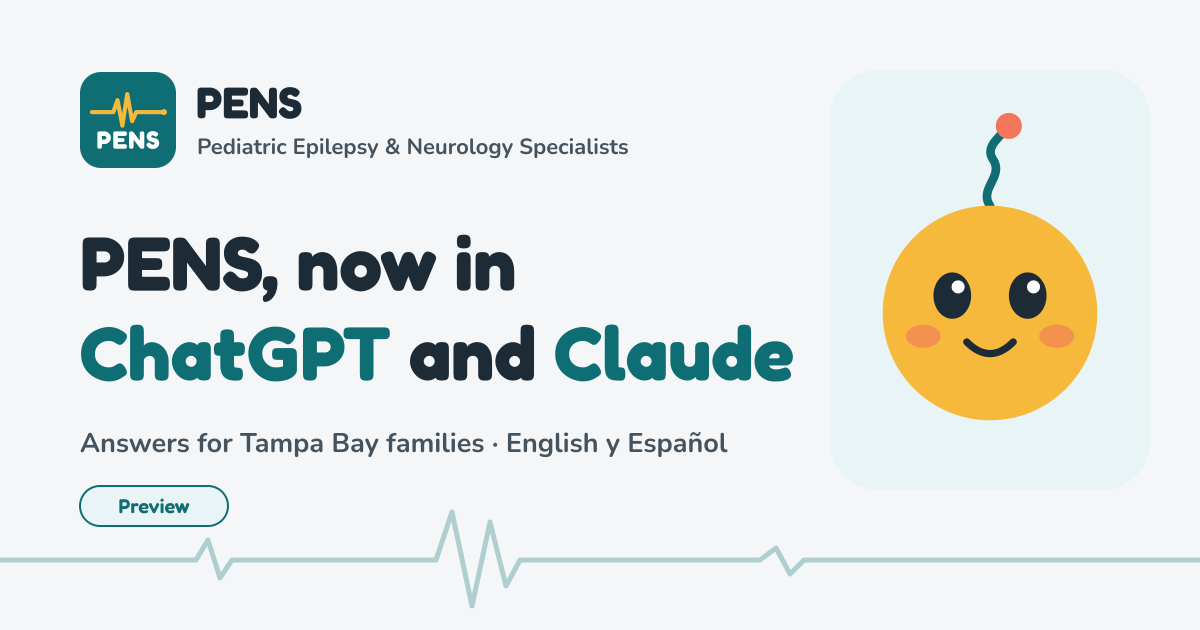 PENS
PENS
Pediatric Epilepsy & Neurology Specialists
PENS, now in
ChatGPT and Claude
Answers for Tampa Bay families · English y Español
Preview